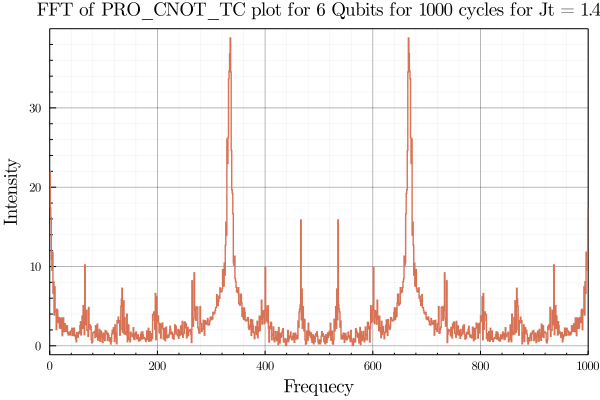 FFT of PRO_CNOT_TC plot for 6 Qubits for 1000 cycles for Jt = 1.4
Intensity
30
20
10
0
0 200 400 600 800 1000
Frequecy